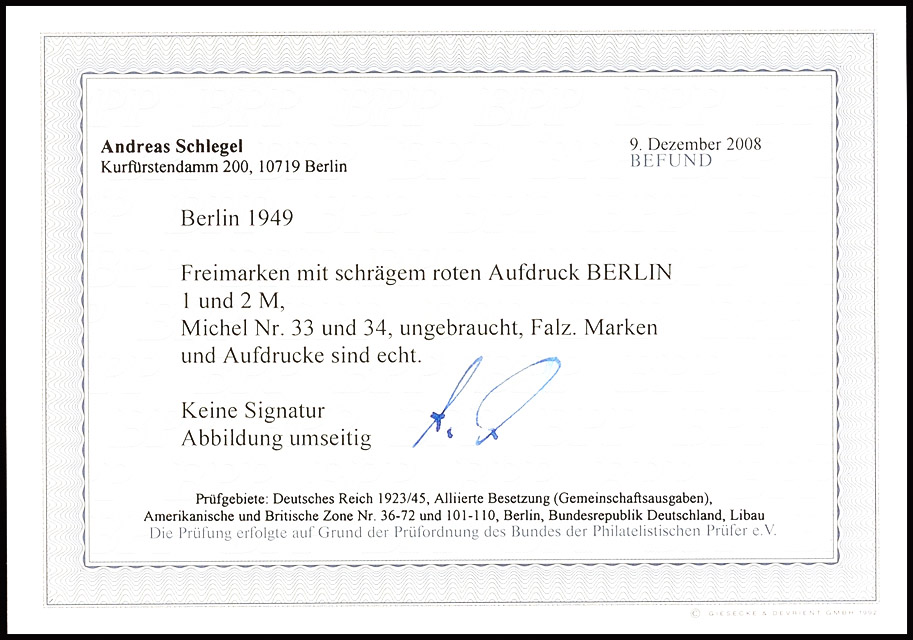 Andreas Schlegel
Kurfürstendamm 200, 10719 Berlin
9. Dezember 2008
BEFUND
Berlin 1949
Freimarken mit schrägem roten Aufdruck BERLIN
1 und 2 M,
Michel Nr. 33 und 34, ungebraucht, Falz. Marken
und Aufdrucke sind echt.
Keine Signatur
Abbildung umseitig
Prüfgebiete: Deutsches Reich 1923/45, Alliierte Besetzung (Gemeinschaftsausgaben),
Amerikanische und Britische Zone Nr. 36-72 und 101-110, Berlin, Bundesrepublik Deutschland, Libau
Die Prüfung erfolgte auf Grund der Prüfordnung des Bundes der Philatelistischen Prüfer e.V.
© GIESECKE & DEVRIENT GMBH